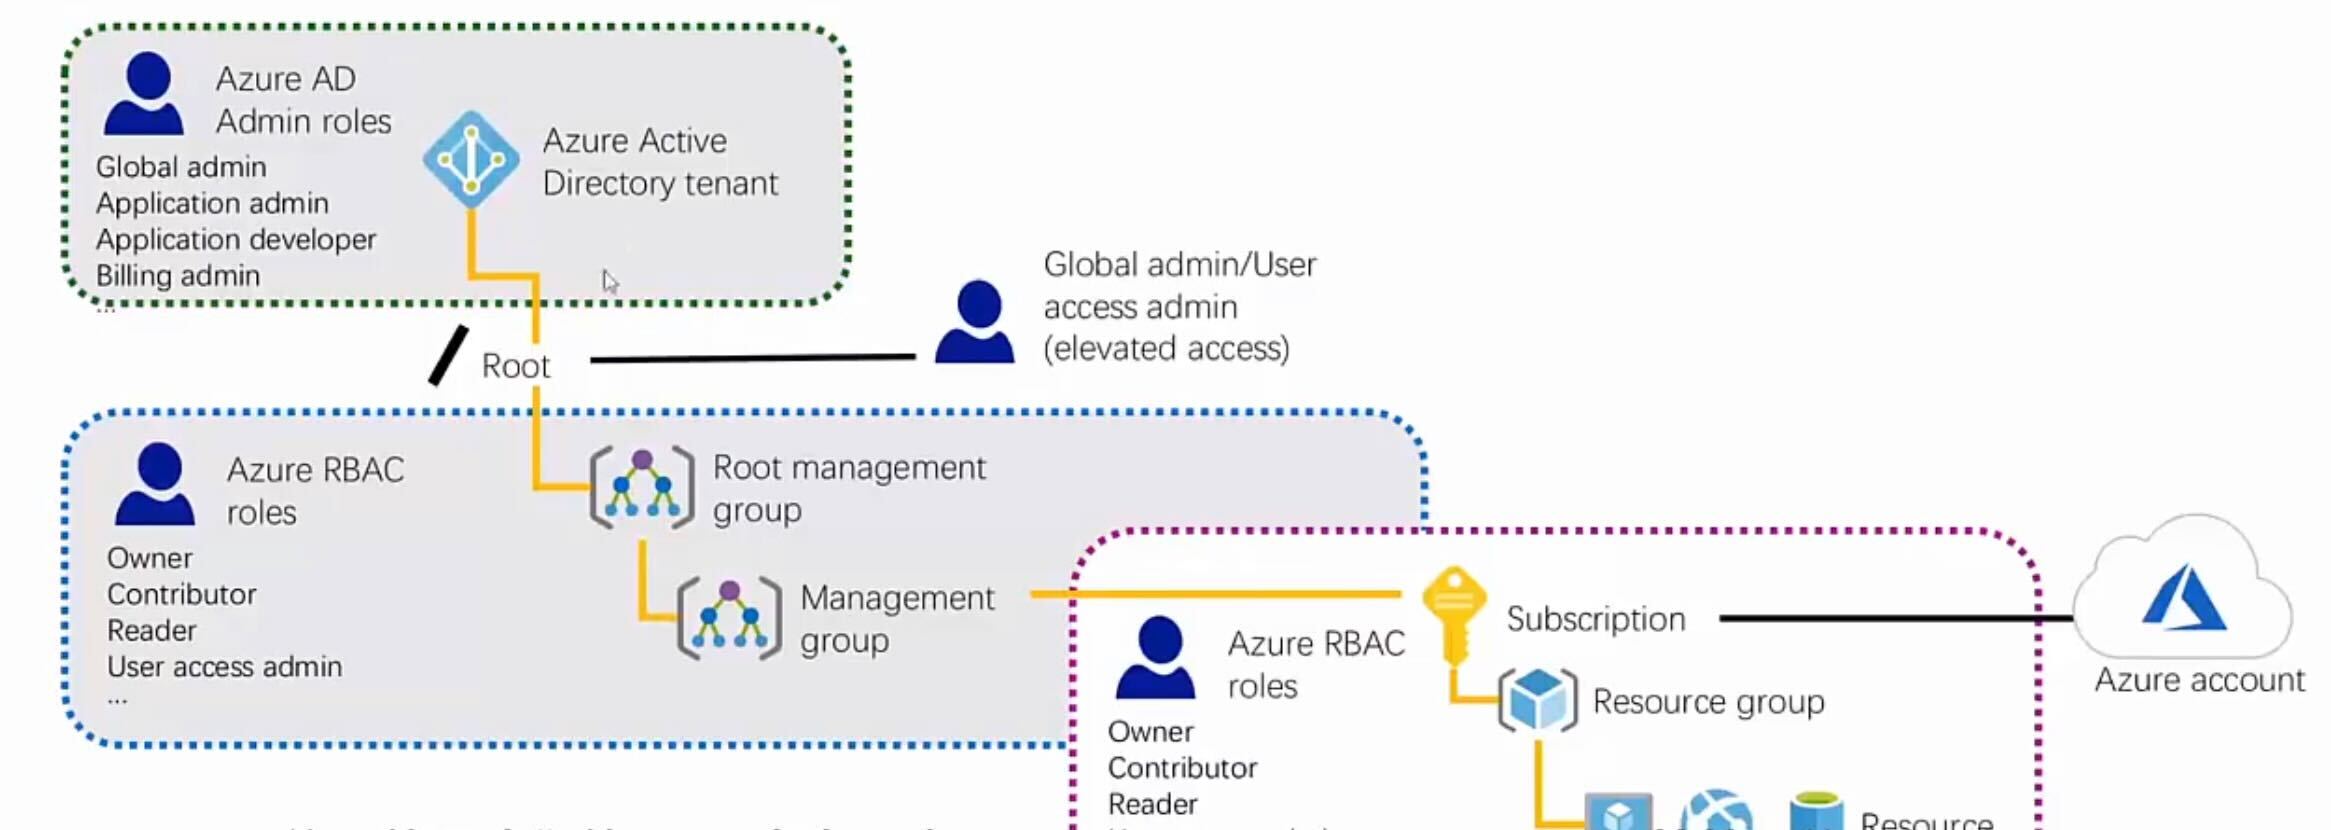 Azure AD
Admin roles
Global admin
Application admin
Application developer
Billing admin
...
Azure Active
Directory tenant
/
Root
Global admin/User
access admin
(elevated access)
Azure RBAC
roles
Owner
Contributor
Reader
User access admin
...
Root management
group
Management
group
Azure RBAC
roles
Owner
Contributor
Reader
Subscription
Resource group
Resource
Azure account